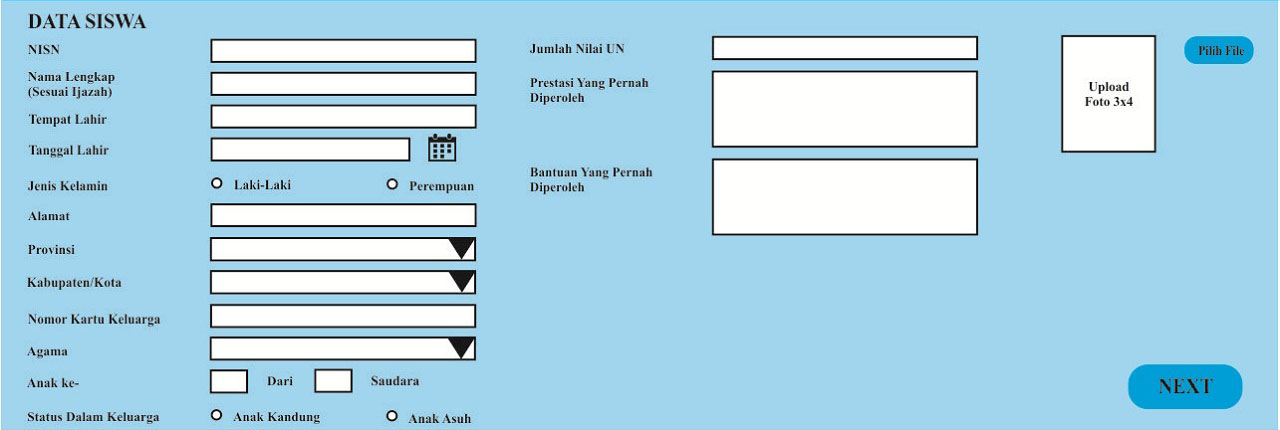 DATA SISWA
NISN
Nama Lengkap
(Sesuai Ijazah)
Tempat Lahir
Tanggal Lahir
Jenis Kelamin
Laki-Laki
Perempuan
Alamat
Provinsi
Kabupaten/Kota
Nomor Kartu Keluarga
Agama
Anak ke-
Dari
Saudara
Status Dalam Keluarga
Anak Kandung
Anak Asuh
Jumlah Nilai UN
Prestasi Yang Pernah
Diperoleh
Bantuan Yang Pernah
Diperoleh
Upload
Foto 3x4
Pilih File
NEXT